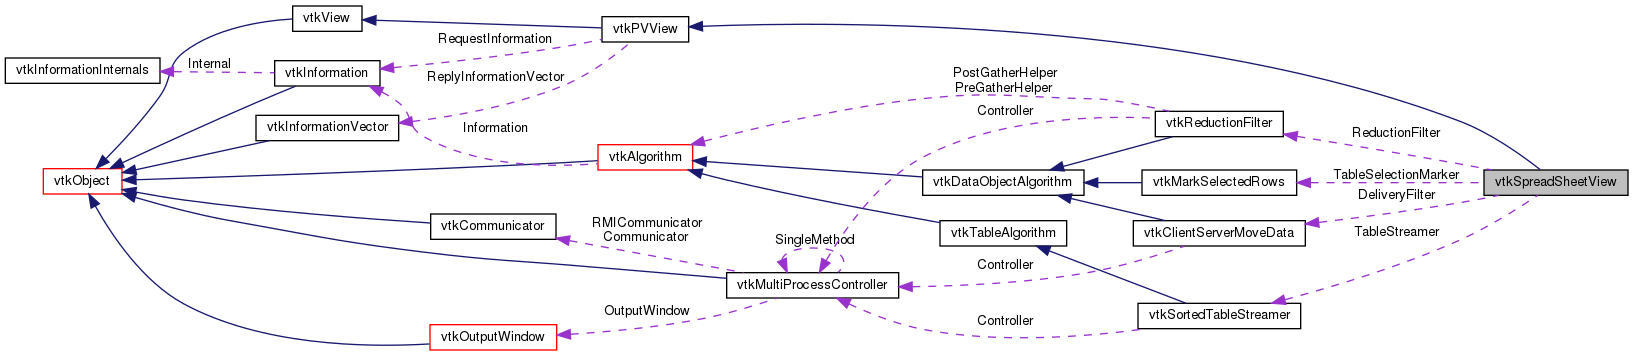 vtkView
vtkPVView
RequestInformation
Internal
vtkInformationInternals
vtkInformation
ReplyInformationVector
PostGatherHelper
PreGatherHelper
Controller
vtkInformationVector
Information
vtkReductionFilter
ReductionFilter
vtkAlgorithm
vtkObject
vtkDataObjectAlgorithm
vtkMarkSelectedRows
TableSelectionMarker
vtkSpreadSheetView
DeliveryFilter
vtkCommunicator
RMICommunicator
Communicator
SingleMethod
vtkTableAlgorithm
vtkClientServerMoveData
TableStreamer
Controller
vtkMultiProcessController
OutputWindow
Controller
vtkSortedTableStreamer
vtkOutputWindow